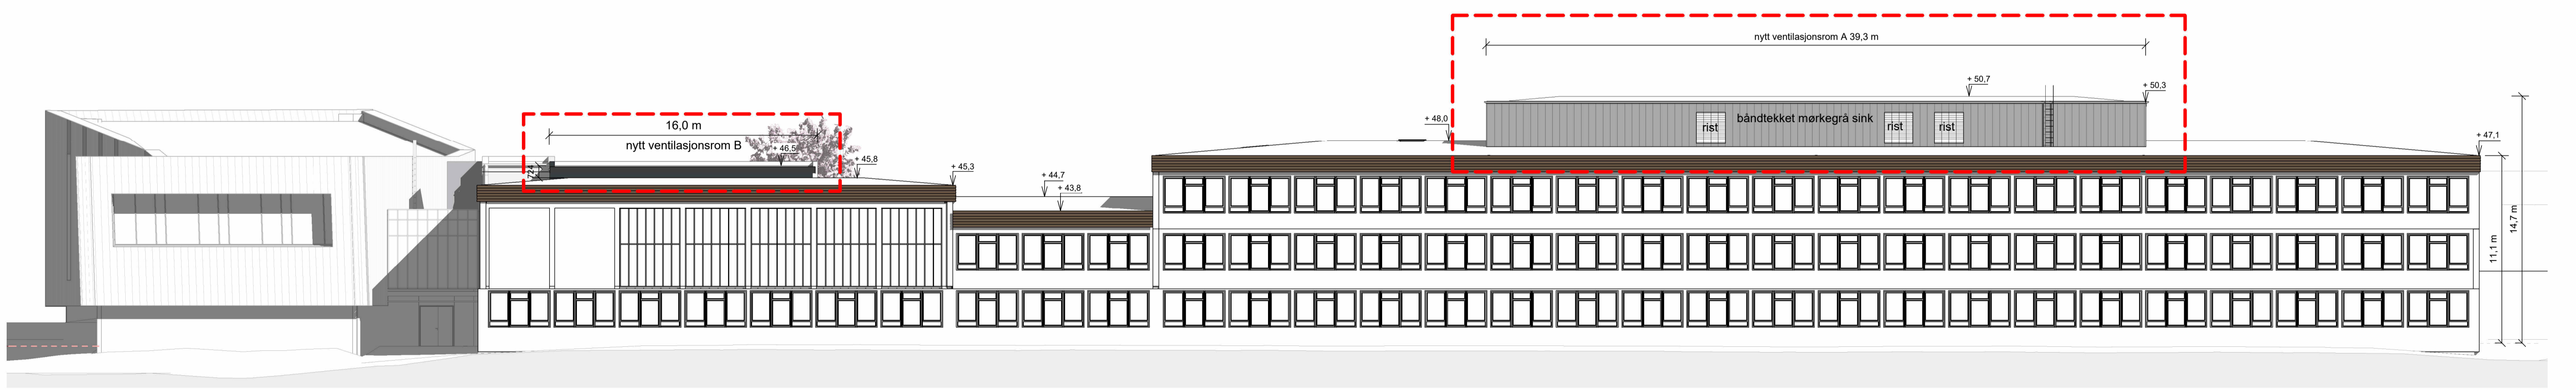 nytt ventilasjonsrom A 39,3 m
+ 50,7
+ 50,3
16,0 m
nytt ventilasjonsrom B
+ 46,5
+ 45,8
+ 45,3
+ 44,7
+ 43,8
+ 48,0
rist
båndtekket mørkegrå sink
rist
rist
+ 47,1
11,1 m
14,7 m